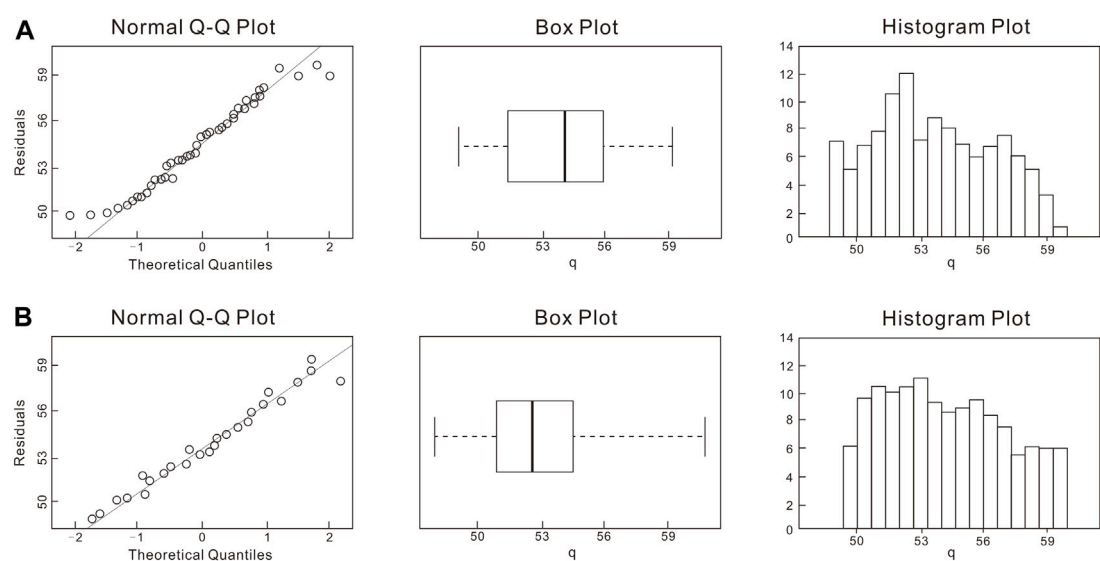 A
Normal Q-Q Plot
Box Plot
Histogram Plot
Residuals
59
56
53
50
-2 -1 0 1 2
Theoretical Quantiles
50 53 56 59
q
14
12
10
8
6
4
2
0
50 53 56 59
q
B
Normal Q-Q Plot
Box Plot
Histogram Plot
Residuals
59
56
53
50
-2 -1 0 1 2
Theoretical Quantiles
50 53 56 59
q
14
12
10
8
6
4
2
0
50 53 56 59
q